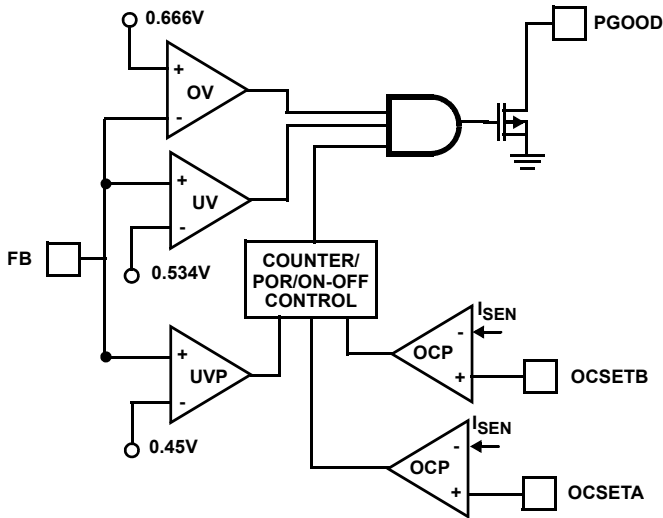 0.666V
PGOOD
+
OV
-
+
UV
-
FB
0.534V
COUNTER/
POR/ON-OFF
CONTROL
+
UVP
-
0.45V
ISEN
-
OCP
+
OCSETB
ISEN
-
OCP
+
OCSETA